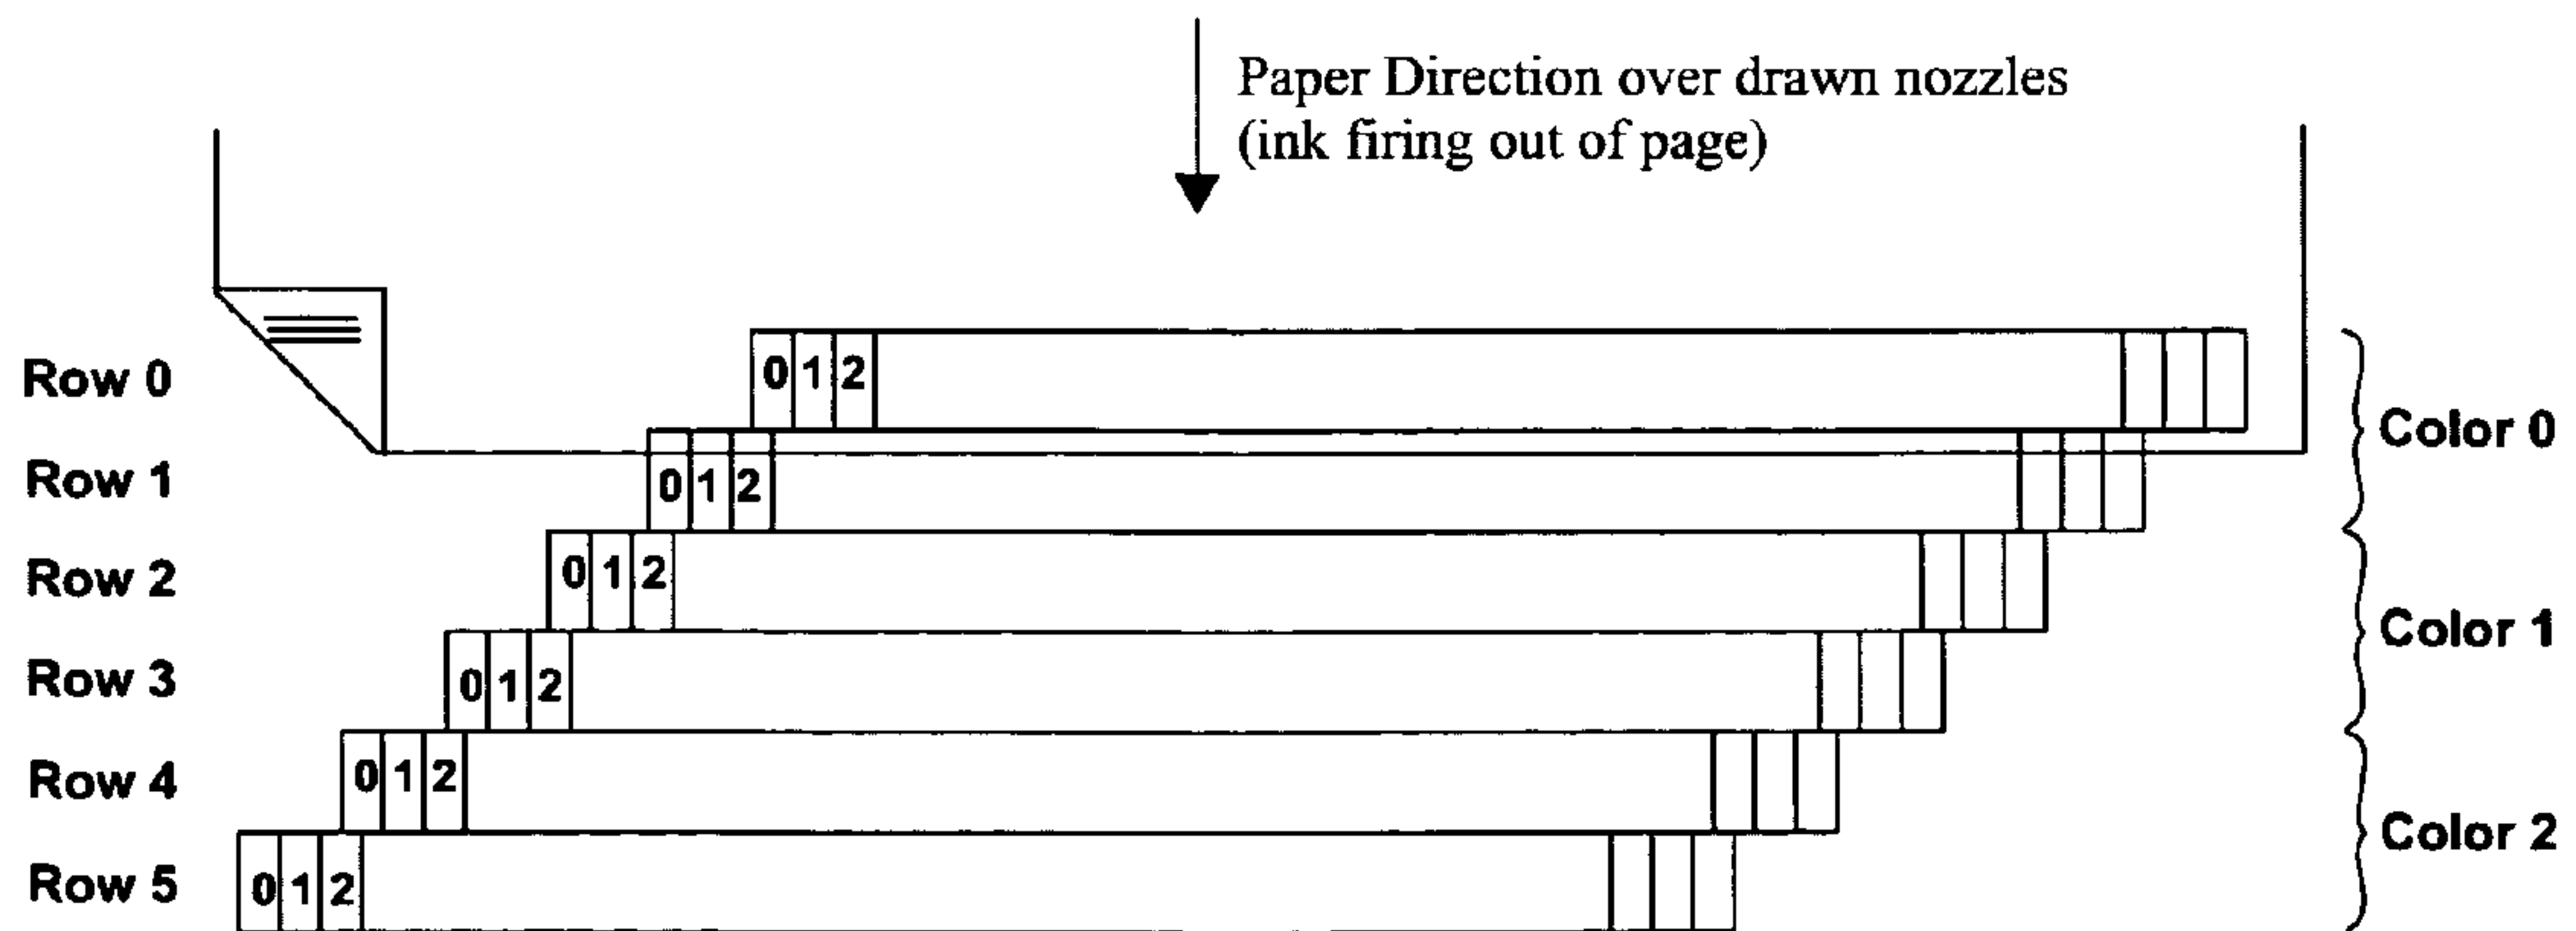 Paper Direction over drawn nozzles
(ink firing out of page)
Row 0
0 1 2
Color 0
Row 1
0 1 2
Row 2
0 1 2
Color 1
Row 3
0 1 2
Row 4
0 1 2
Color 2
Row 5
0 1 2